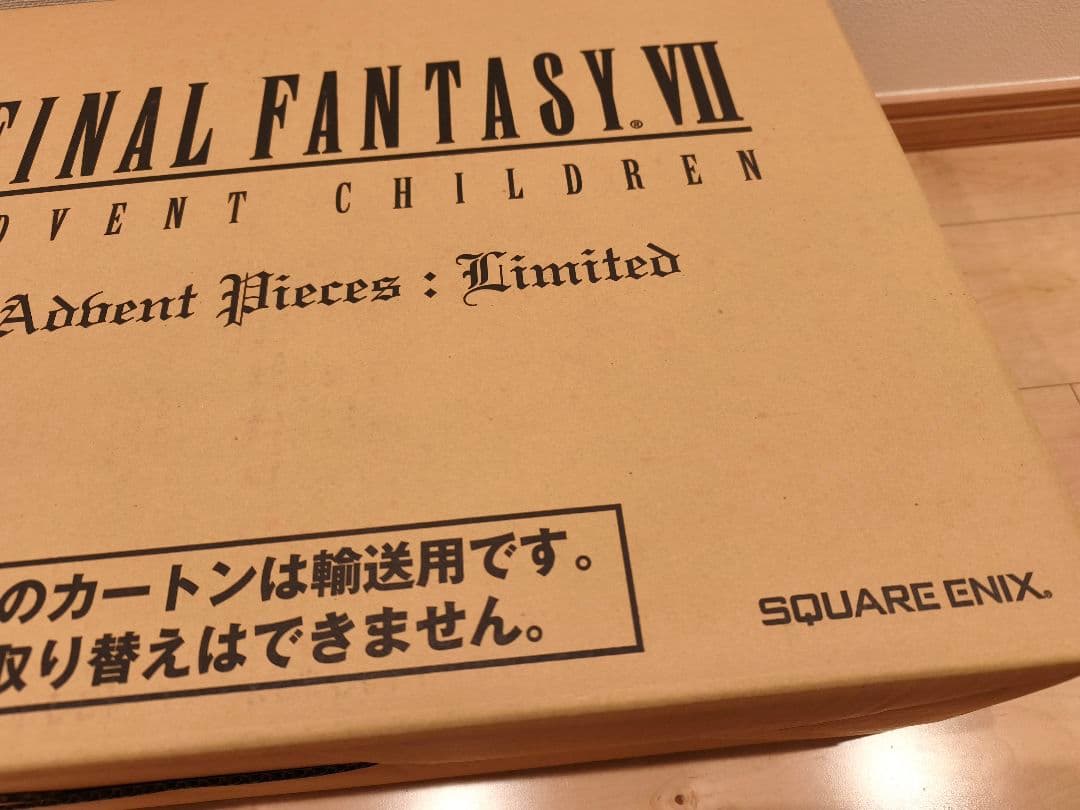 FINAL FANTASY® VII
ADVENT CHILDREN
Advent Pieces : Limited
のカートンは輸送用です。
取り替えはできません。
SQUARE ENIX®